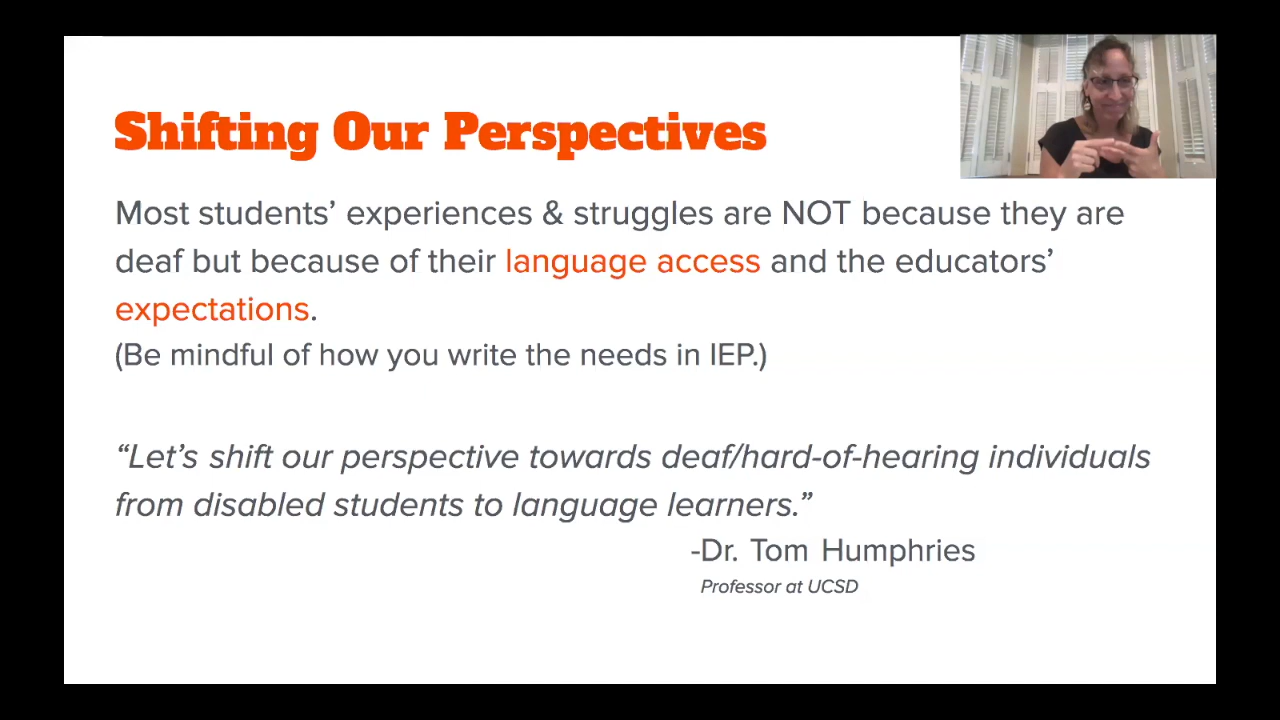 Shifting Our Perspectives
Most students’ experiences & struggles are NOT because they are
deaf but because of their language access and the educators’
expectations.
(Be mindful of how you write the needs in IEP.)
“Let’s shift our perspective towards deaf/hard-of-hearing individuals
from disabled students to language learners.”
-Dr. Tom Humphries
Professor at UCSD